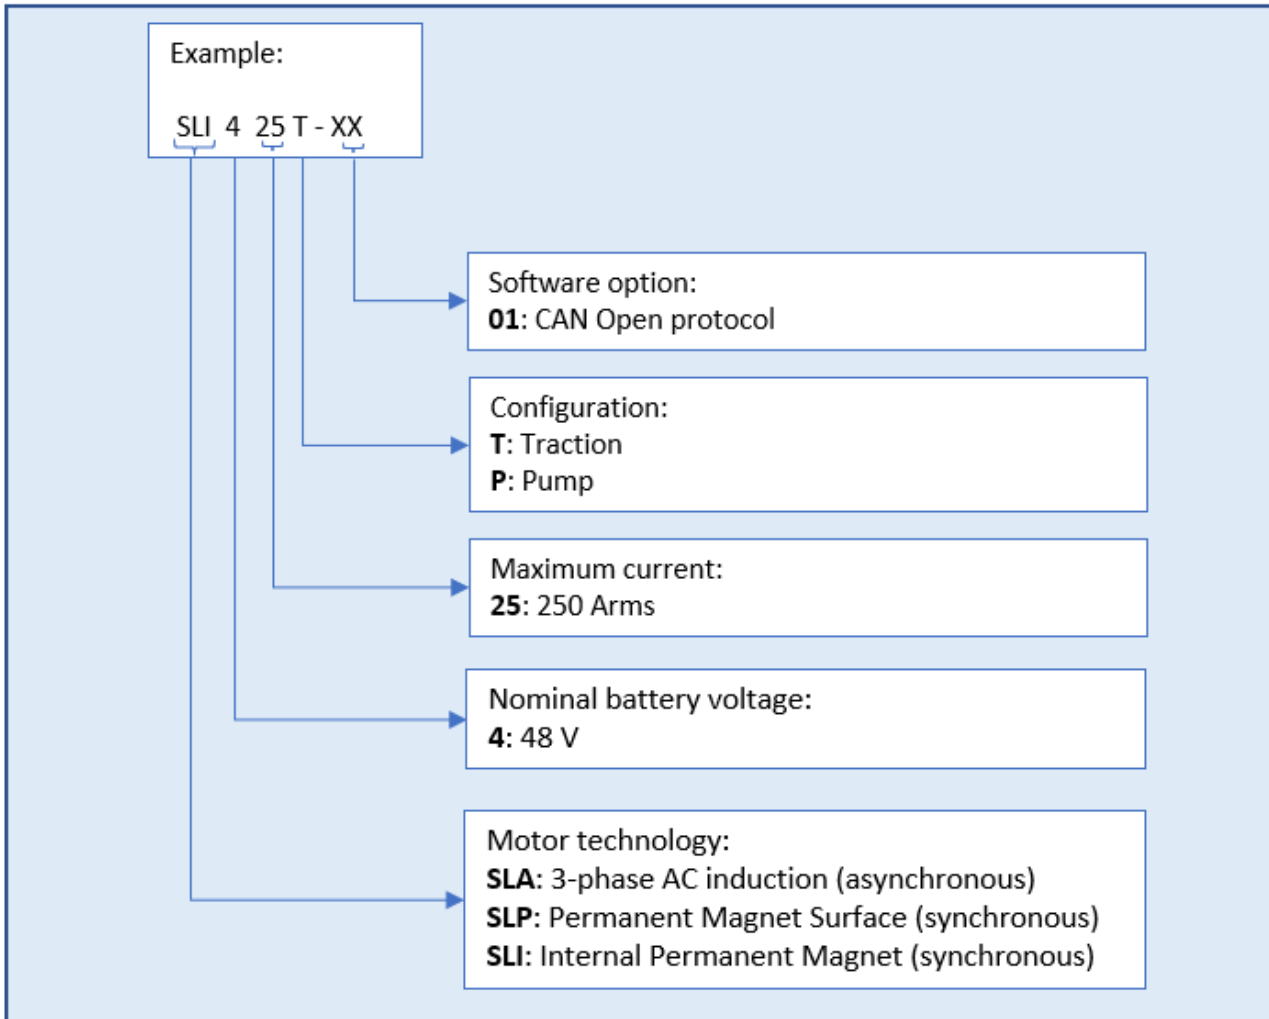 Example:
SLI 4 25 T - XX
Software option:
01: CAN Open protocol
Configuration:
T: Traction
P: Pump
Maximum current:
25: 250 Arms
Nominal battery voltage:
4: 48 V
Motor technology:
SLA: 3-phase AC induction (asynchronous)
SLP: Permanent Magnet Surface (synchronous)
SLI: Internal Permanent Magnet (synchronous)